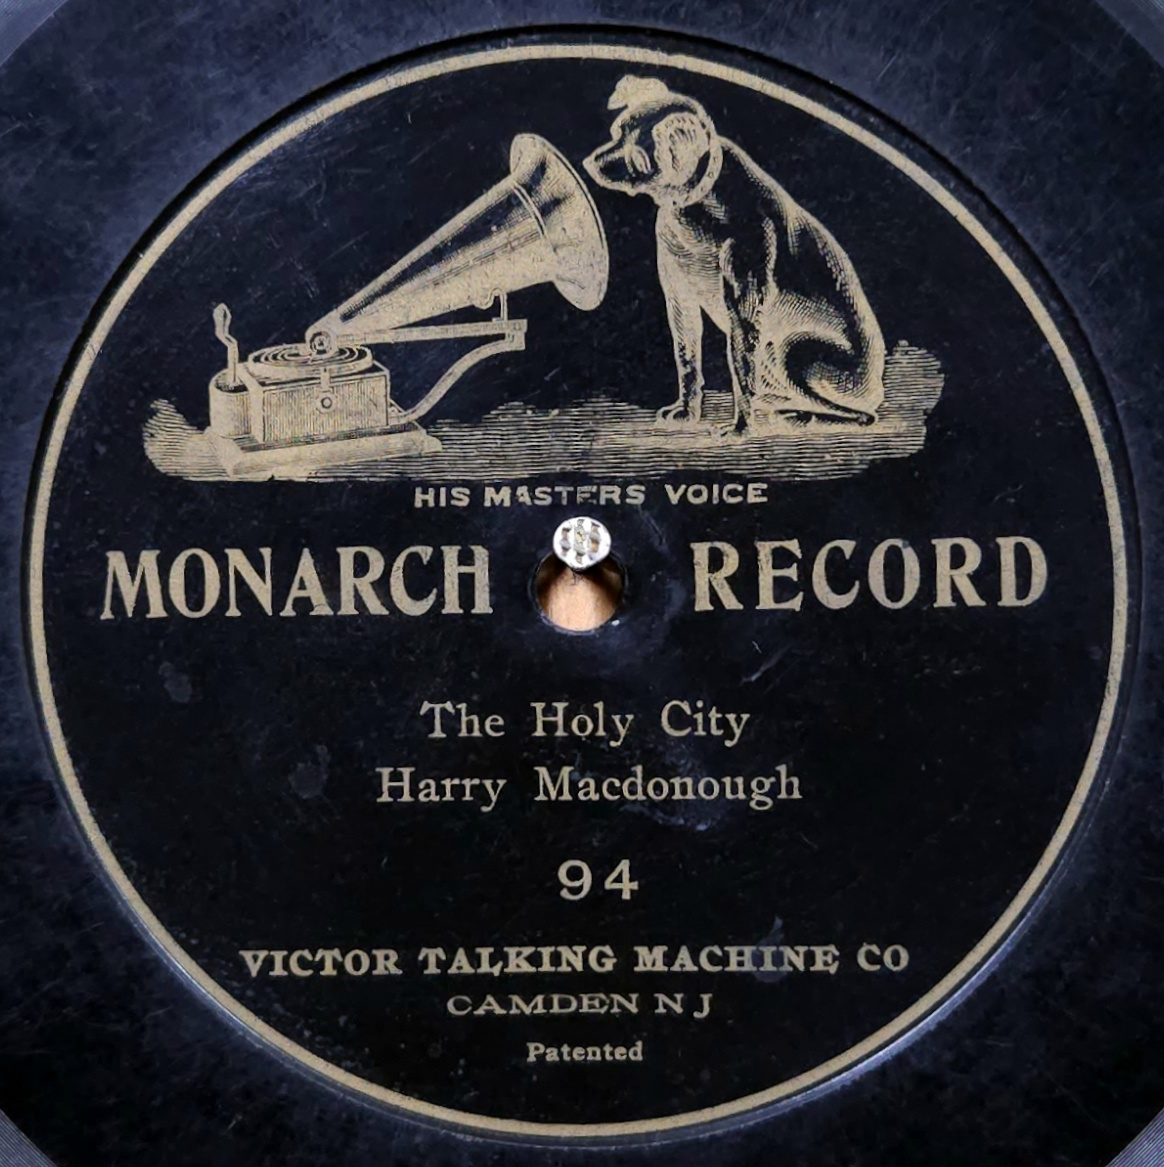 HIS MASTERS VOICE
MONARCH RECORD
The Holy City
Harry Macdonough
94
VICTOR TALKING MACHINE CO
CAMDEN N J
Patented